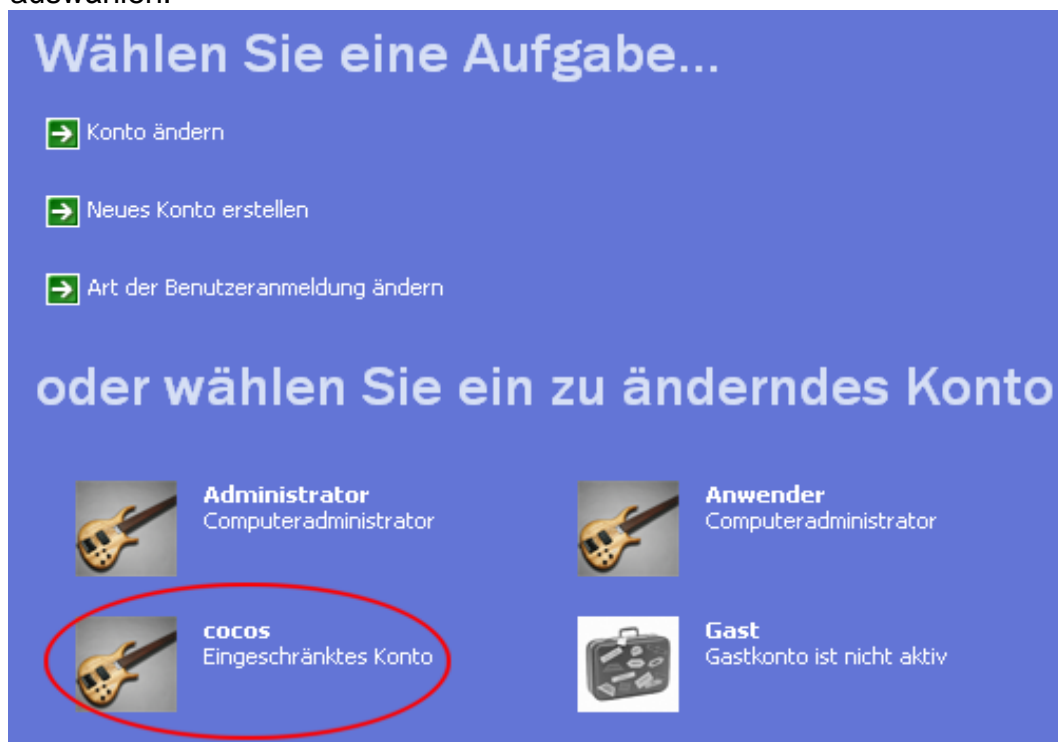 auswählen.
Wählen Sie eine Aufgabe...
Konto ändern
Neues Konto erstellen
Art der Benutzeranmeldung ändern
oder wählen Sie ein zu änderndes Konto
Administrator
Computeradministrator
Anwender
Computeradministrator
cocos
Eingeschränktes Konto
Gast
Gastkonto ist nicht aktiv